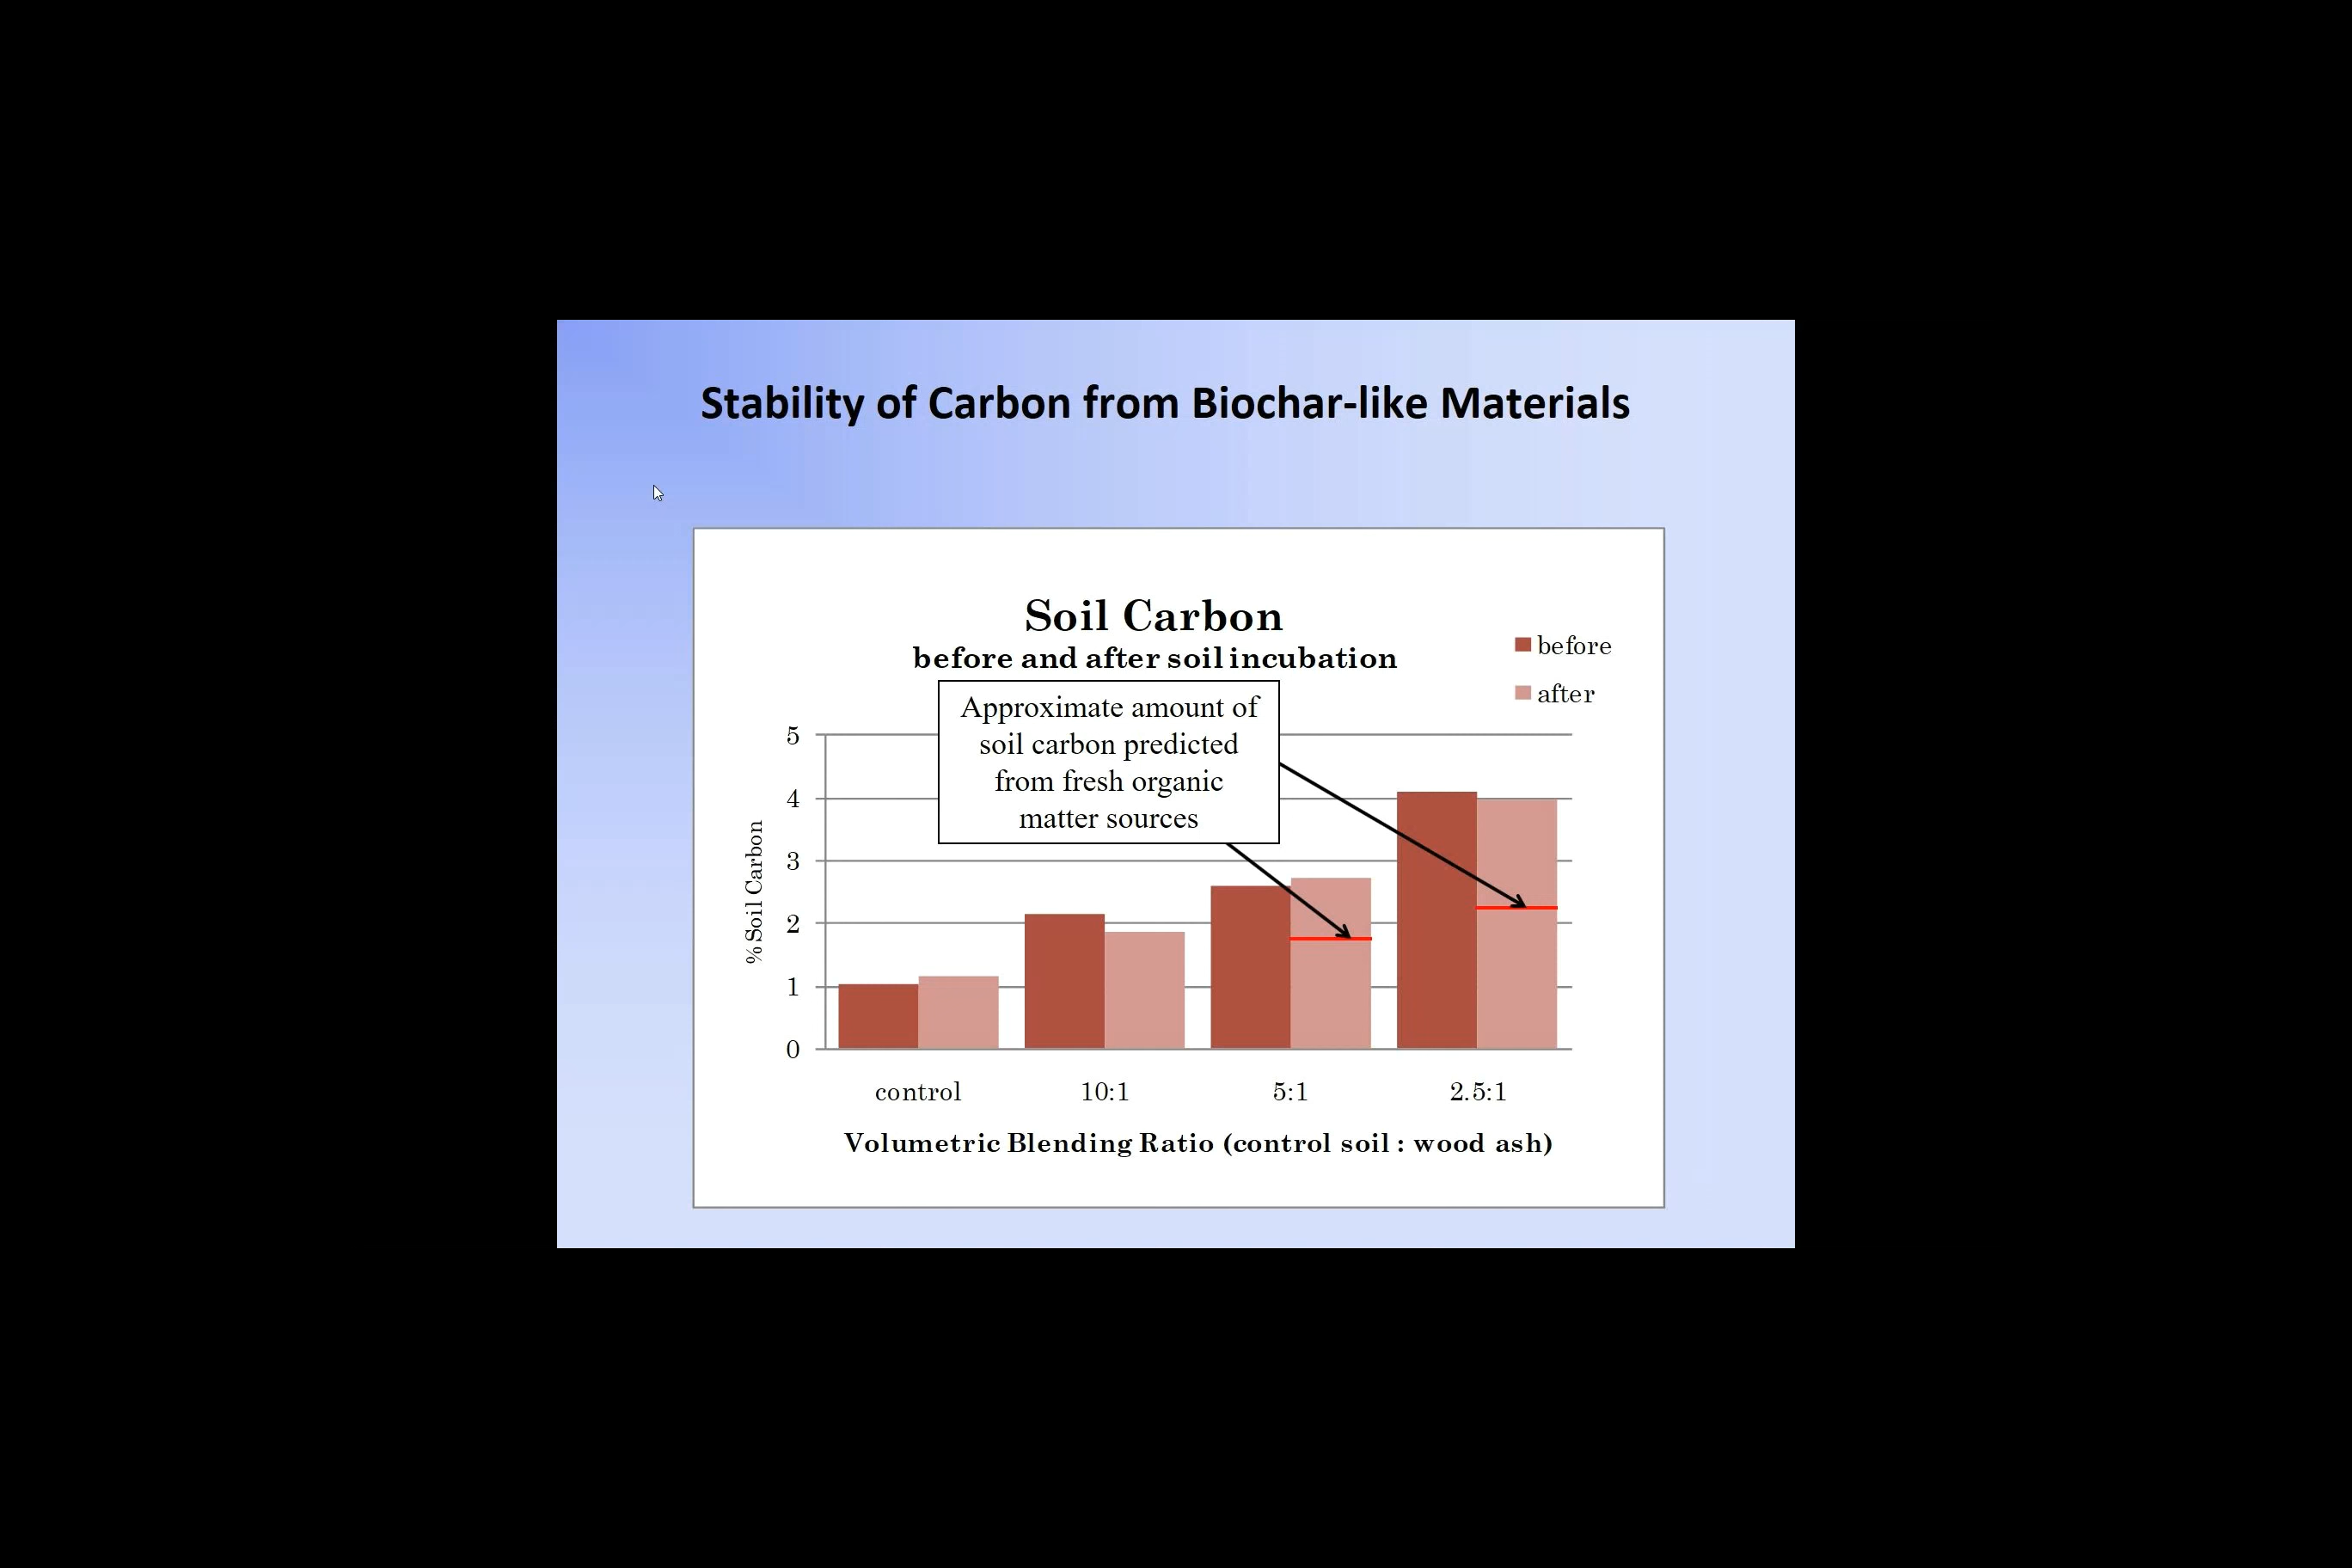 Stability of Carbon from Biochar-like Materials
Soil Carbon
before and after soil incubation
before
after
Approximate amount of
soil carbon predicted
from fresh organic
matter sources
5
4
3
2
1
0
% Soil Carbon
control
10:1
5:1
2.5:1
Volumetric Blending Ratio (control soil : wood ash)